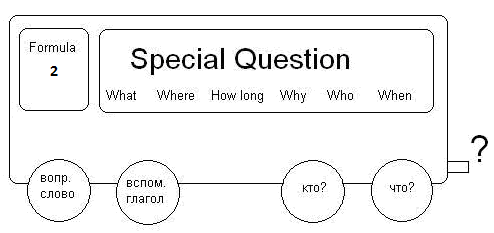 Formula
2
Special Question
What Where How long Why Who When
?
вопр.
слово
вспом.
глагол
кто?
что?